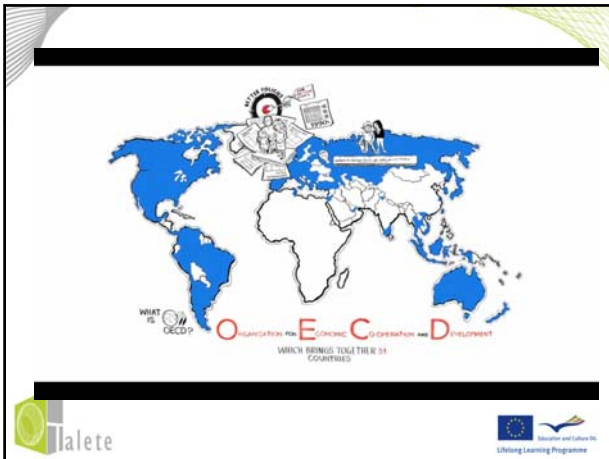 BETTER POLICIES
WHAT
IS
OECD?
ORGANISATION FOR ECONOMIC CO-OPERATION AND DEVELOPMENT
WHICH BRINGS TOGETHER
COUNTRIES
Talete
Education and Culture DG
Lifelong Learning Programme